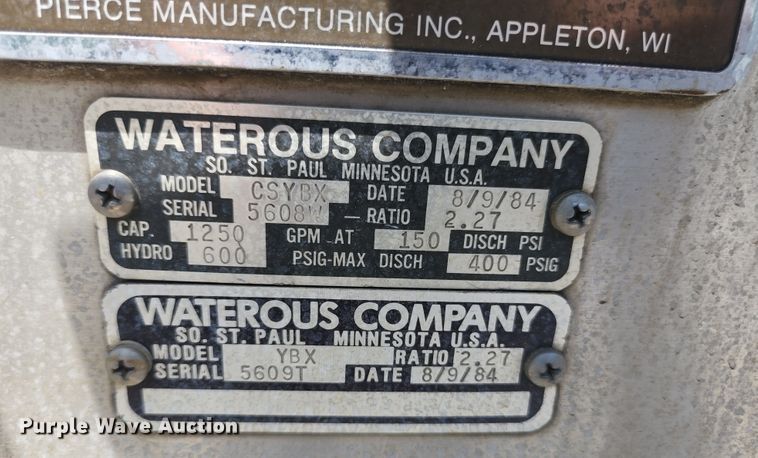 PIERCE MANUFACTURING INC., APPLETON, WI
WATEROUS COMPANY
SO. ST. PAUL MINNESOTA U.S.A.
MODEL CSYBX DATE 8/9/84
SERIAL 5608W - RATIO 2.27
CAP. 1250 GPM AT 150 DISCH PSI
HYDRO 600 PSIG-MAX DISCH 400 PSIG
WATEROUS COMPANY
SO. ST. PAUL MINNESOTA U.S.A.
MODEL YBX RATIO 2.27
SERIAL 5609T DATE 8/9/84
Purple Wave Auction